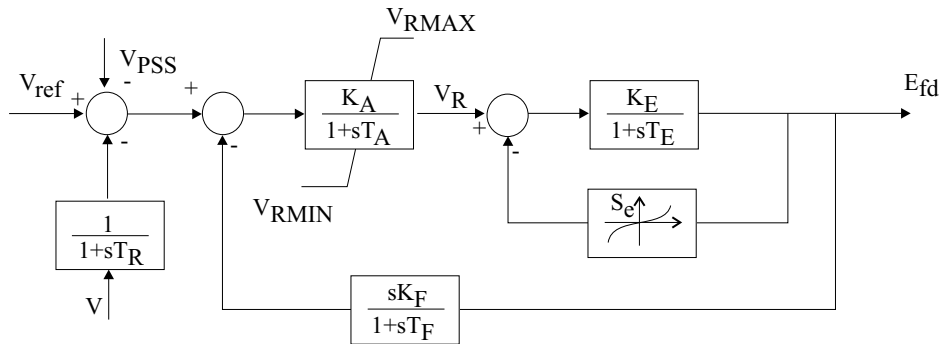 V_RMAX
V_PSS
V_ref
+
-
-
+
-
K_A
1+sT_A
V_R
+
-
K_E
1+sT_E
E_fd
V_RMIN
S_e
1
1+sT_R
V
sK_F
1+sT_F